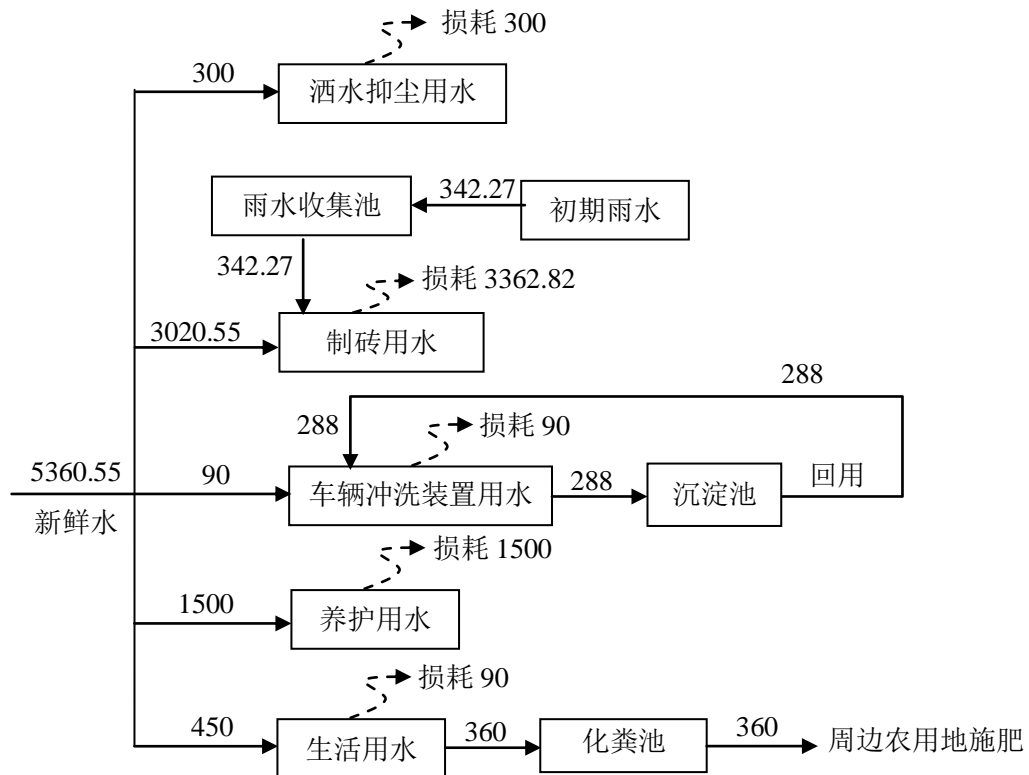 损耗 300
300
洒水抑尘用水
雨水收集池
342.27
初期雨水
342.27
损耗 3362.82
3020.55
制砖用水
288
288
损耗 90
5360.55
90
车辆冲洗装置用水
288
沉淀池
回用
新鲜水
损耗 1500
1500
养护用水
损耗 90
450
生活用水
360
化粪池
360
周边农用地施肥